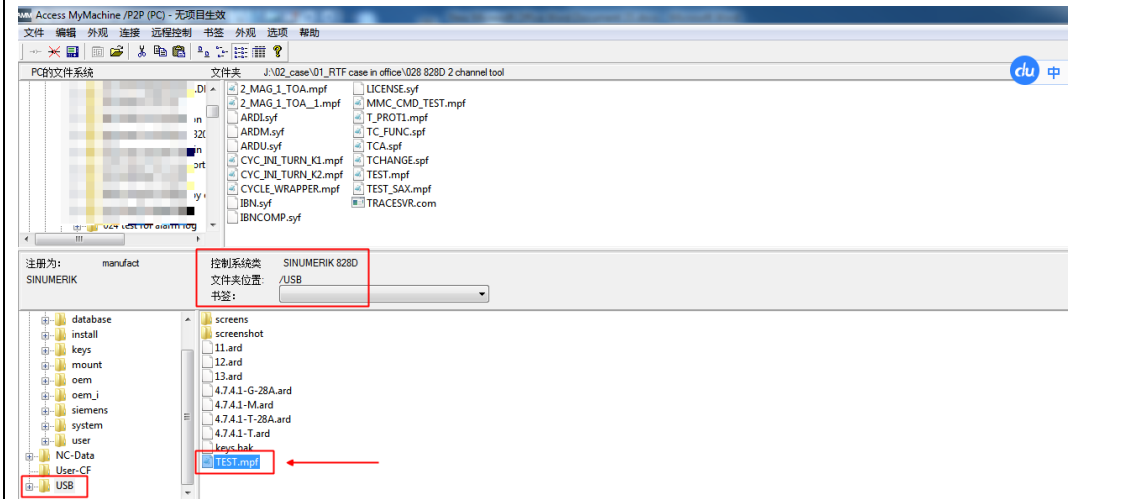 Access MyMachine /P2P (PC) - 无项目生效
文件 编辑 外观 连接 远程控制 书签 外观 选项 帮助
PC的文件系统 文件夹 J:\02_case\01_RTF case in office\028 828D 2 channel tool
du 中
2_MAG_1_TOA.mpf LICENSE.syf
2_MAG_1_TOA__1.mpf MMC_CMD_TEST.mpf
ARDI.syf T_PROT1.mpf
ARDM.syf TC_FUNC.spf
ARDU.syf TCA.spf
CYC_INI_TURN_K1.mpf TCHANGE.spf
CYC_INI_TURN_K2.mpf TEST.mpf
CYCLE_WRAPPER.mpf TEST_SAX.mpf
IBN.syf TRACESVR.com
IBNCOMP.syf
024 test for alarm log
注册为: manufact 控制系统类 SINUMERIK 828D
SINUMERIK 文件夹位置: /USB
书签:
database screens
install screenshot
keys 11.ard
mount 12.ard
oem 13.ard
oem_i 4.7.4.1-G-28A.ard
siemens 4.7.4.1-M.ard
system 4.7.4.1-T-28A.ard
user 4.7.4.1-T.ard
NC-Data keys.bak
User-CF TEST.mpf
USB